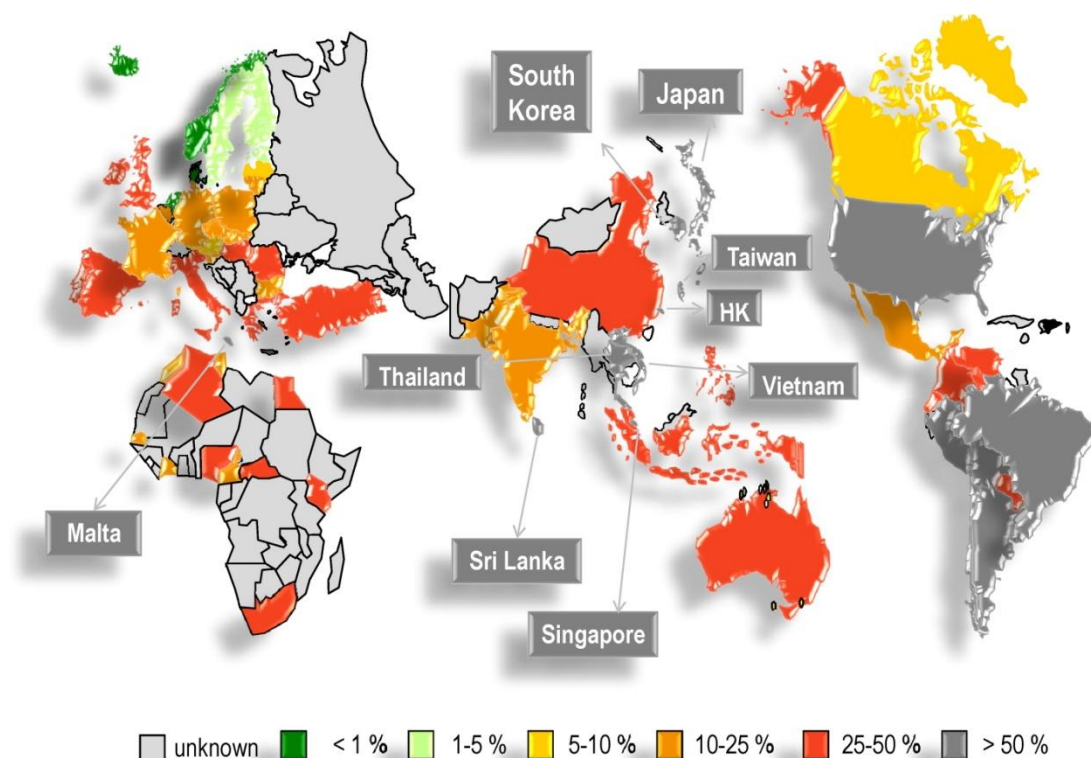 South
Korea
Japan
Taiwan
HK
Thailand
Vietnam
Malta
Sri Lanka
Singapore
unknown < 1 % 1-5 % 5-10 % 10-25 % 25-50 % > 50 %